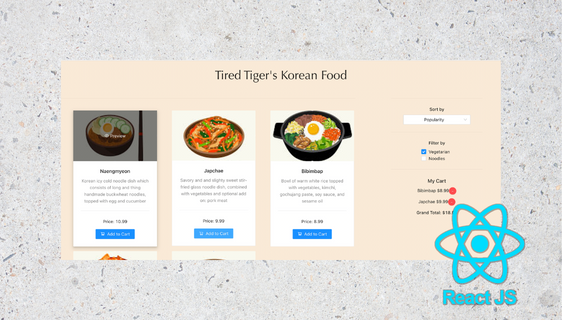 Tired Tiger's Korean Food
Preview
Naengmyeon
Korean icy cold noodle dish which
consists of long and thing
handmade buckwheat noodles,
topped with egg and cucumber
Price: 10.99
Add to Cart
Japchae
Savory and and slightly sweet stir-
fried glass noodle dish, combined
with vegetables and optional add
ins: pork meat
Price: 9.99
Add to Cart
Bibimbap
Bowl of warm white rice topped
with vegetables, kimchi,
gochujang paste, soy sauce, and
sesame oil
Price: 8.99
Add to Cart
Sort by
Popularity
Filter by
Vegetarian
Noodles
My Cart
Bibimbap $8.99
Japchae $9.99
Grand Total: $18.
React JS